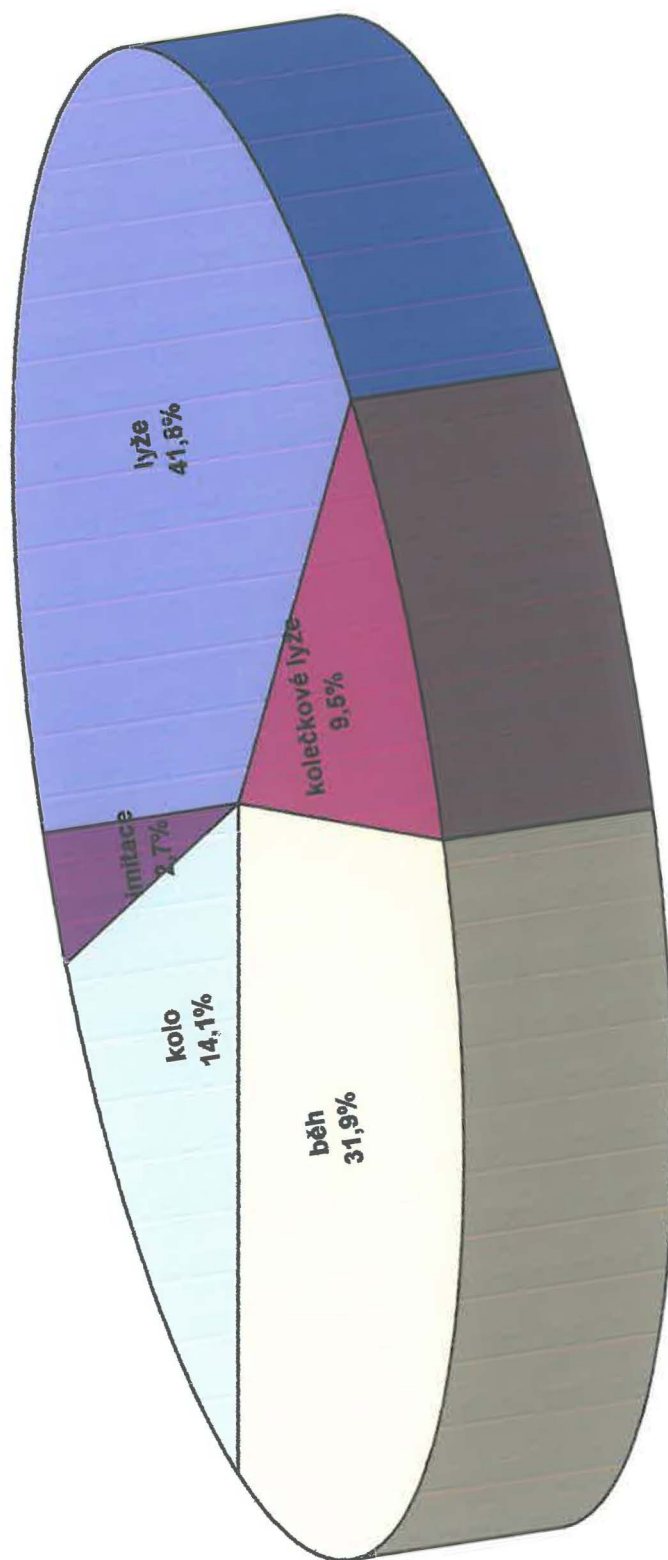 lyže
41,8%
kolečkové lyže
9,5%
běh
31,9%
kolo
14,1%
imitace
2,7%